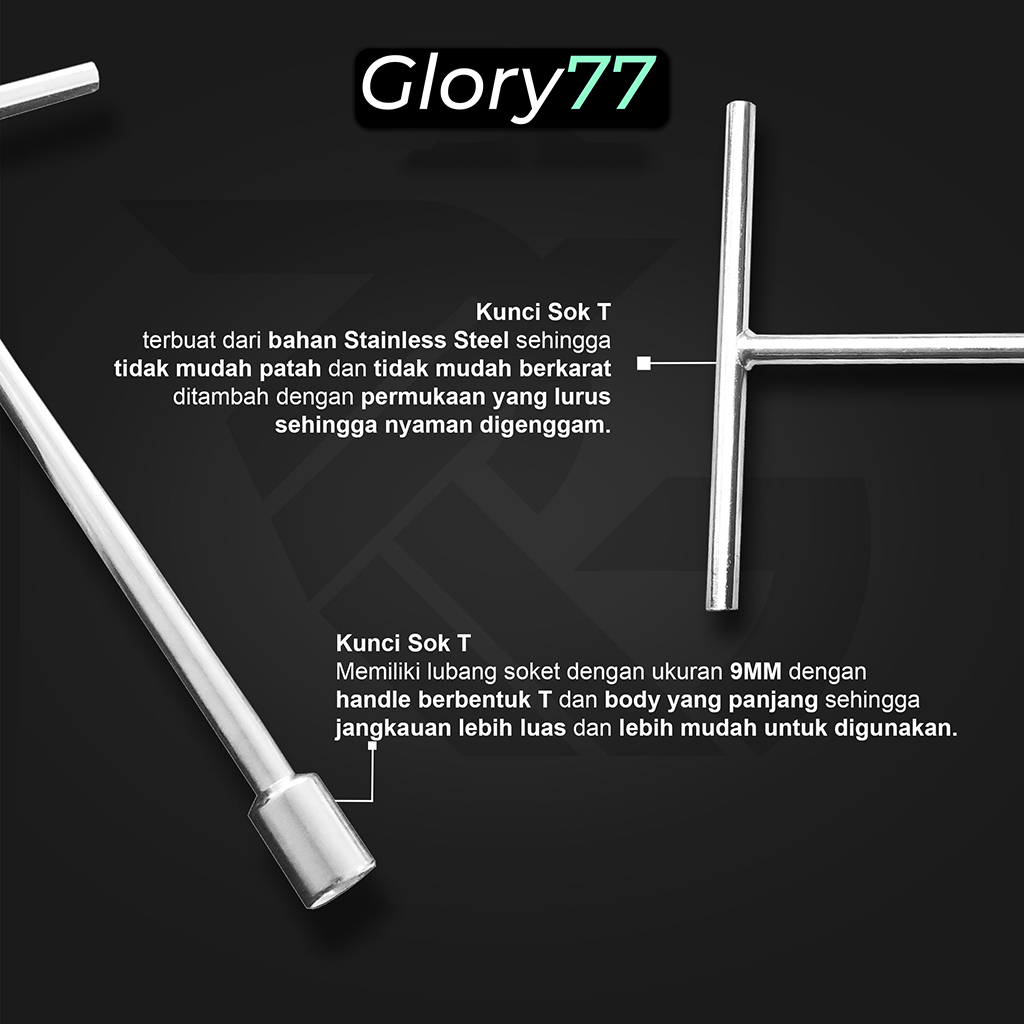 Glory77
Kunci Sok T
terbuat dari bahan Stainless Steel sehingga
tidak mudah patah dan tidak mudah berkarat
ditambah dengan permukaan yang lurus
sehingga nyaman digenggam.
Kunci Sok T
Memiliki lubang soket dengan ukuran 9MM dengan
handle berbentuk T dan body yang panjang sehingga
jangkauan lebih luas dan lebih mudah untuk digunakan.